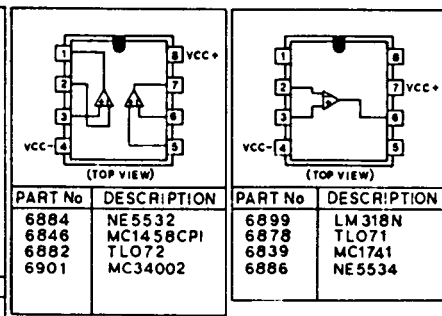 1
2
3
VCC- 4
8 VCC+
7
6
5
(TOP VIEW)
PART No DESCRIPTION
6884 NE5532
6846 MC1458CPI
6882 TLO72
6901 MC34002
1
2
3
VCC- 4
8
7 VCC+
6
5
(TOP VIEW)
PART No DESCRIPTION
6899 LM318N
6878 TLO71
6839 MC1741
6886 NE5534